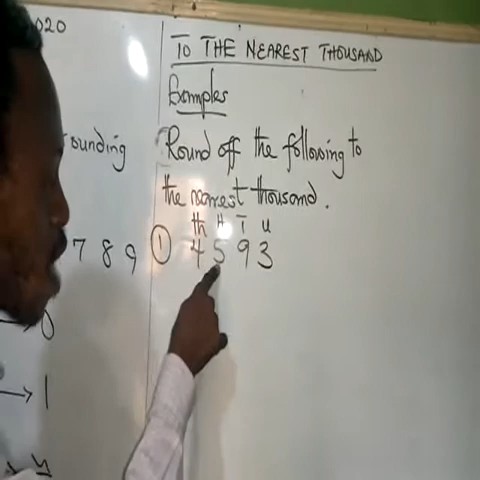 020
TO THE NEAREST THOUSAND
Examples
rounding
Round off the following to
the nearest thousand.
th H T U
7 8 9
① 4 5 9 3
→ 0
→ 1